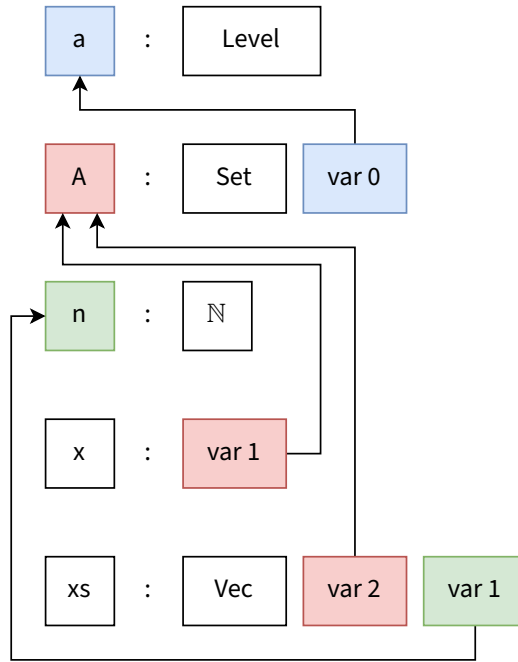 a : Level
A : Set var 0
n : ℕ
x : var 1
xs : Vec var 2 var 1